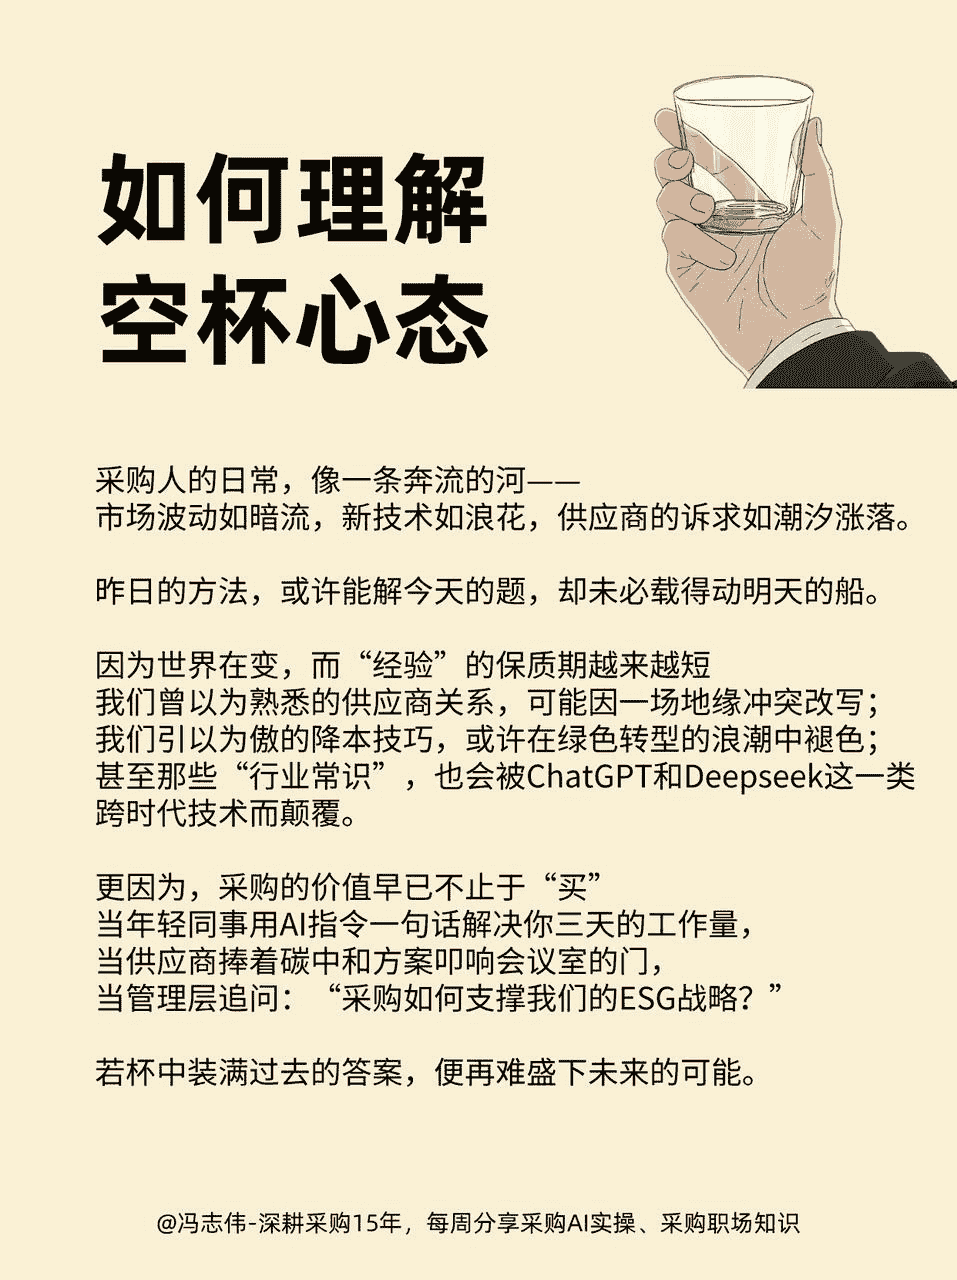 如何理解
空杯心态
采购人的日常，像一条奔流的河——
市场波动如暗流，新技术如浪花，供应商的诉求如潮汐涨落。
昨日的方法，或许能解今天的题，却未必载得动明天的船。
因为世界在变，而“经验”的保质期越来越短
我们曾以为熟悉的供应商关系，可能因一场地缘冲突改写；
我们引以为傲的降本技巧，或许在绿色转型的浪潮中褪色；
甚至那些“行业常识”，也会被ChatGPT和Deepseek这一类
跨时代技术而颠覆。
更因为，采购的价值早已不止于“买”
当年轻同事用AI指令一句话解决你三天的工作量，
当供应商捧着碳中和方案叩响会议室的门，
当管理层追问：“采购如何支撑我们的ESG战略？”
若杯中装满过去的答案，便再难盛下未来的可能。
@冯志伟-深耕采购15年，每周分享采购AI实操、采购职场知识